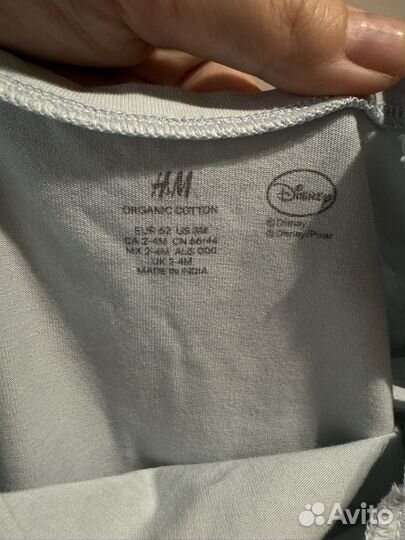 H&M
ORGANIC COTTON
EUR 62 US 3M
CA 2-4M CN 66/44
MX 2-4M AUS 000
UK 2-4M
MADE IN INDIA
DISNEY
© Disney
© Disney/Pixar
Avito